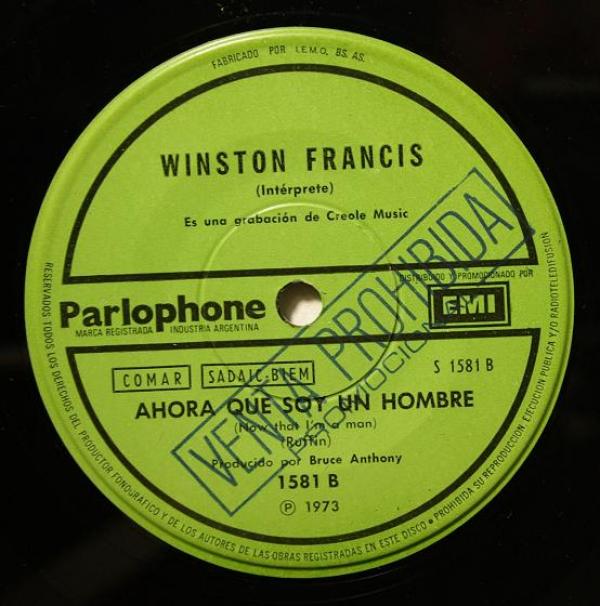 FABRICADO POR I.E.M.O. BS. AS.
WINSTON FRANCIS
(Intérprete)
Es una grabación de Creole Music
DISTRIBUIDO Y PROMOCIONADO POR
Parlophone
EMI
MARCA REGISTRADA INDUSTRIA ARGENTINA
VENTA PROHIBIDA
PROMOCION
COMAR SADAIC-BIEM
S 1581 B
AHORA QUE SOY UN HOMBRE
(Now that I'm a man)
(Ruffin)
Producido por Bruce Anthony
1581 B
Ⓟ 1973
RESERVADOS TODOS LOS DERECHOS DEL PRODUCTOR FONOGRAFICO Y DE LOS AUTORES DE LAS OBRAS REGISTRADAS EN ESTE DISCO • PROHIBIDA SU REPRODUCCION, EJECUCION PUBLICA Y/O RADIOTELEDIFUSION